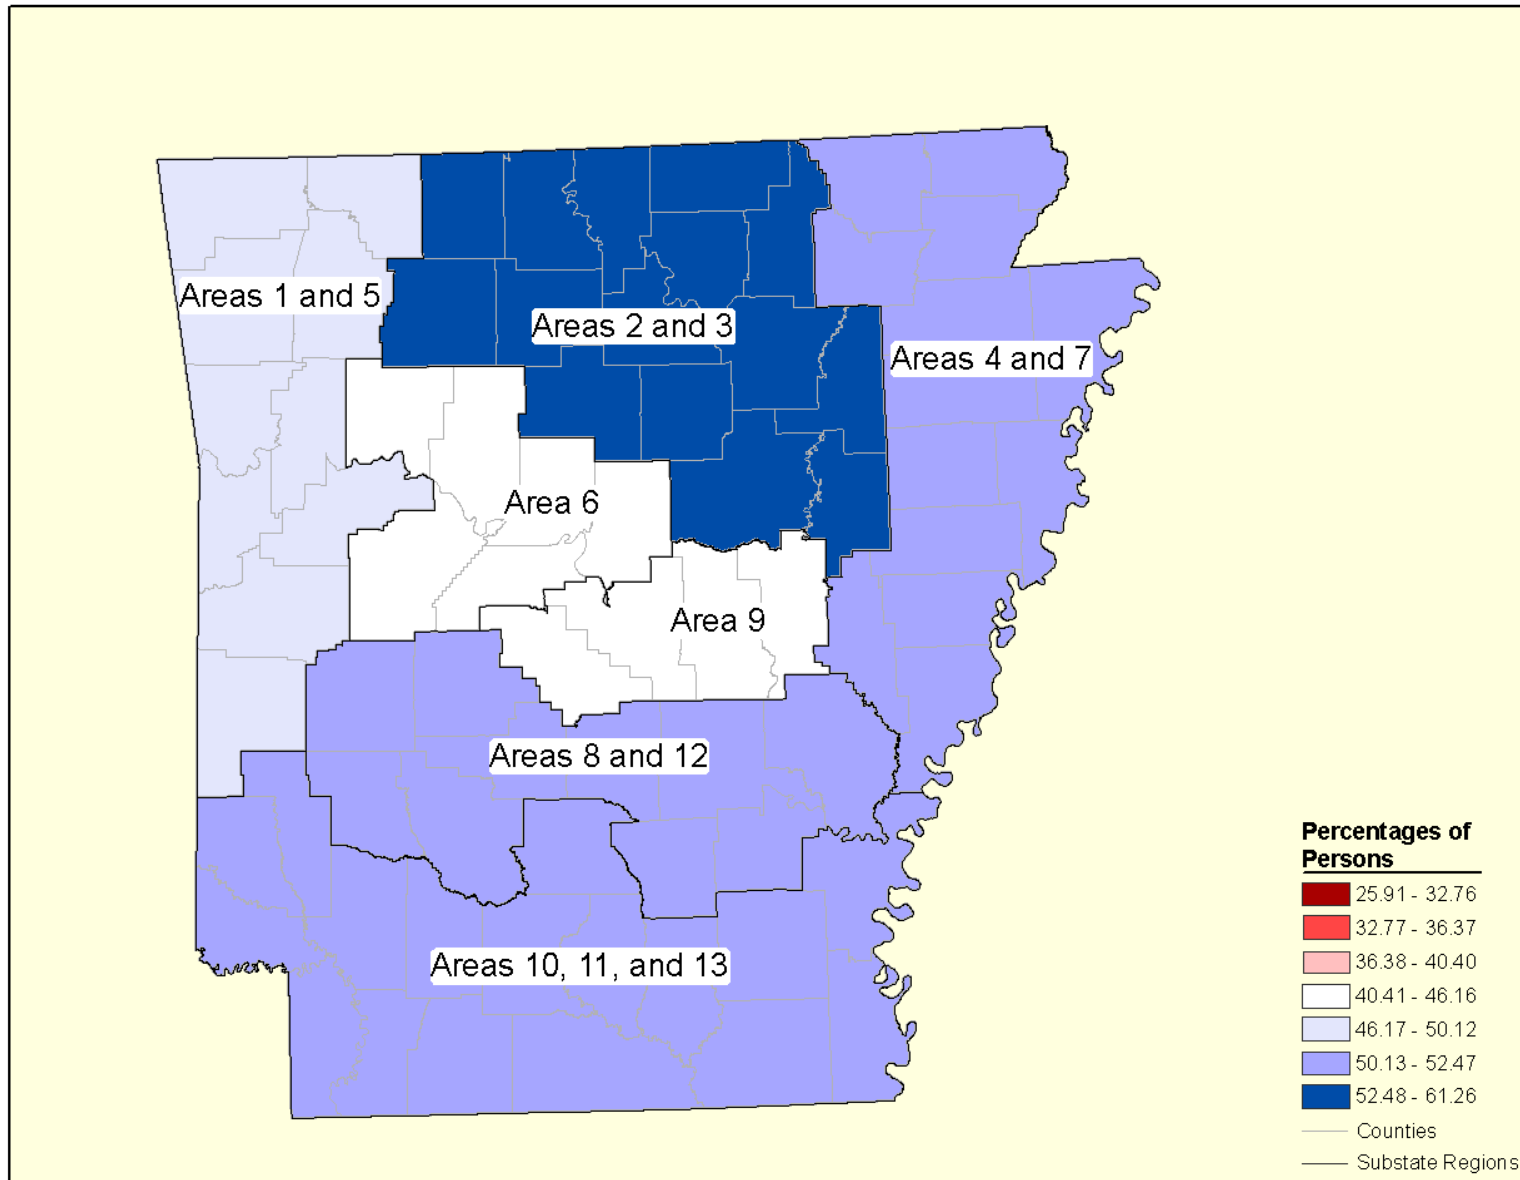 Areas 1 and 5
Areas 2 and 3
Areas 4 and 7
Area 6
Area 9
Areas 8 and 12
Areas 10, 11, and 13
Percentages of
Persons
25.91 - 32.76
32.77 - 36.37
36.38 - 40.40
40.41 - 46.16
46.17 - 50.12
50.13 - 52.47
52.48 - 61.26
Counties
Substate Regions